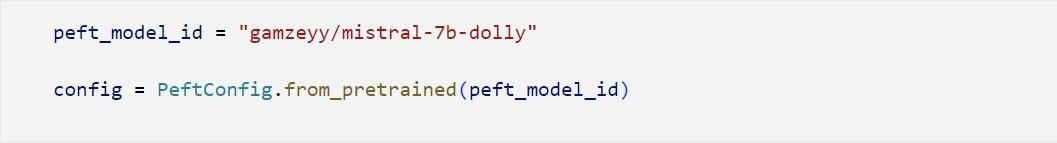 peft_model_id = "gamzeyy/mistral-7b-dolly"
config = PeftConfig.from_pretrained(peft_model_id)